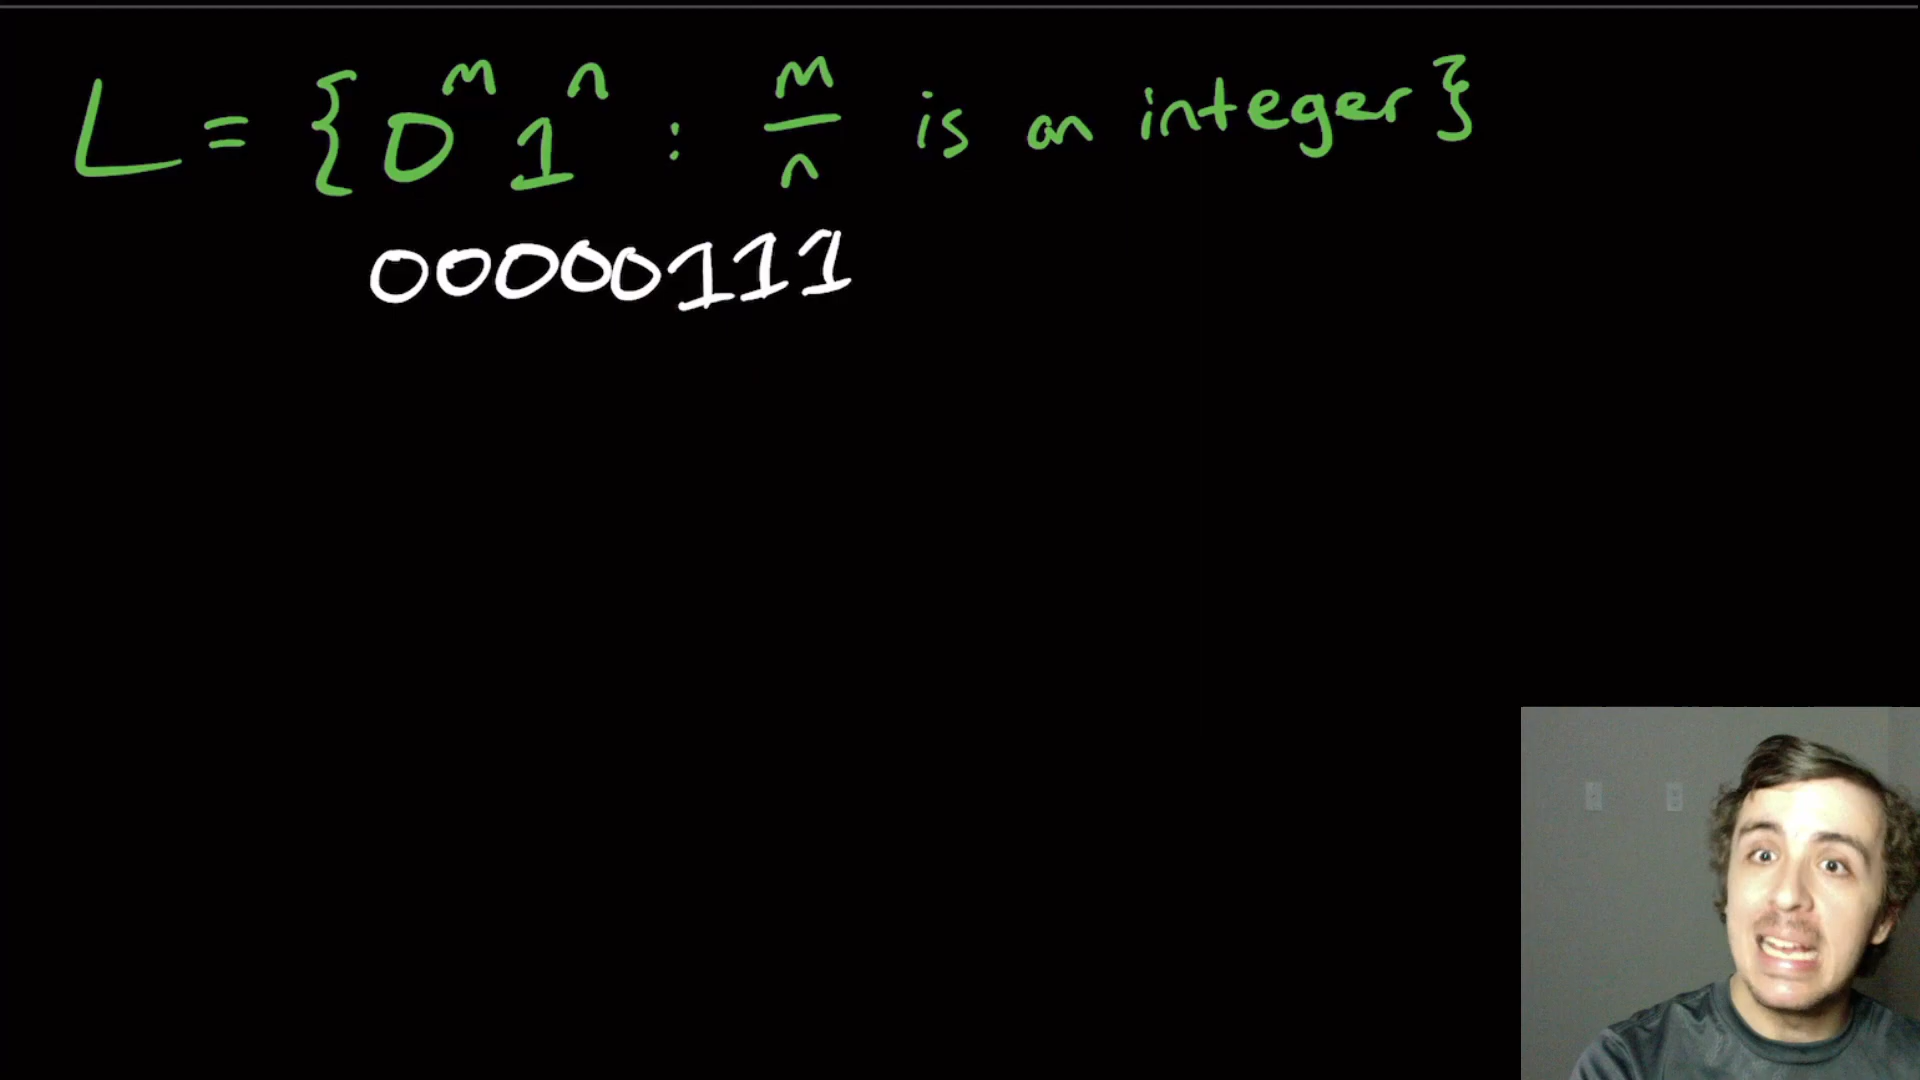 L = {0^m 1^n : m/n is an integer}
00000111